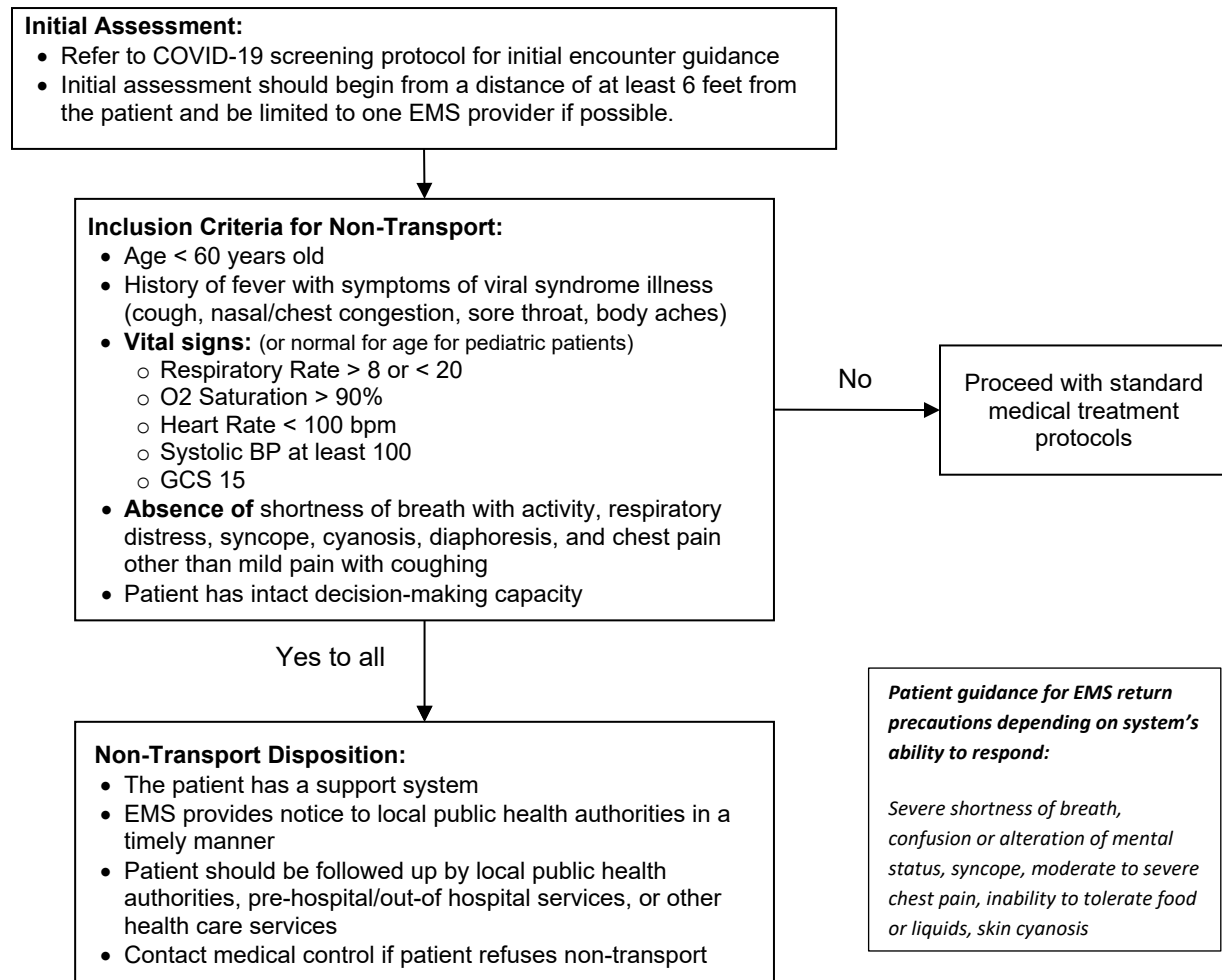 Initial Assessment:
• Refer to COVID-19 screening protocol for initial encounter guidance
• Initial assessment should begin from a distance of at least 6 feet from
the patient and be limited to one EMS provider if possible.
Inclusion Criteria for Non-Transport:
• Age < 60 years old
• History of fever with symptoms of viral syndrome illness
(cough, nasal/chest congestion, sore throat, body aches)
• Vital signs: (or normal for age for pediatric patients)
○ Respiratory Rate > 8 or < 20
○ O2 Saturation > 90%
○ Heart Rate < 100 bpm
○ Systolic BP at least 100
○ GCS 15
• Absence of shortness of breath with activity, respiratory
distress, syncope, cyanosis, diaphoresis, and chest pain
other than mild pain with coughing
• Patient has intact decision-making capacity
No
Proceed with standard
medical treatment
protocols
Yes to all
Non-Transport Disposition:
• The patient has a support system
• EMS provides notice to local public health authorities in a
timely manner
• Patient should be followed up by local public health
authorities, pre-hospital/out-of hospital services, or other
health care services
• Contact medical control if patient refuses non-transport
Patient guidance for EMS return
precautions depending on system's
ability to respond:
Severe shortness of breath,
confusion or alteration of mental
status, syncope, moderate to severe
chest pain, inability to tolerate food
or liquids, skin cyanosis